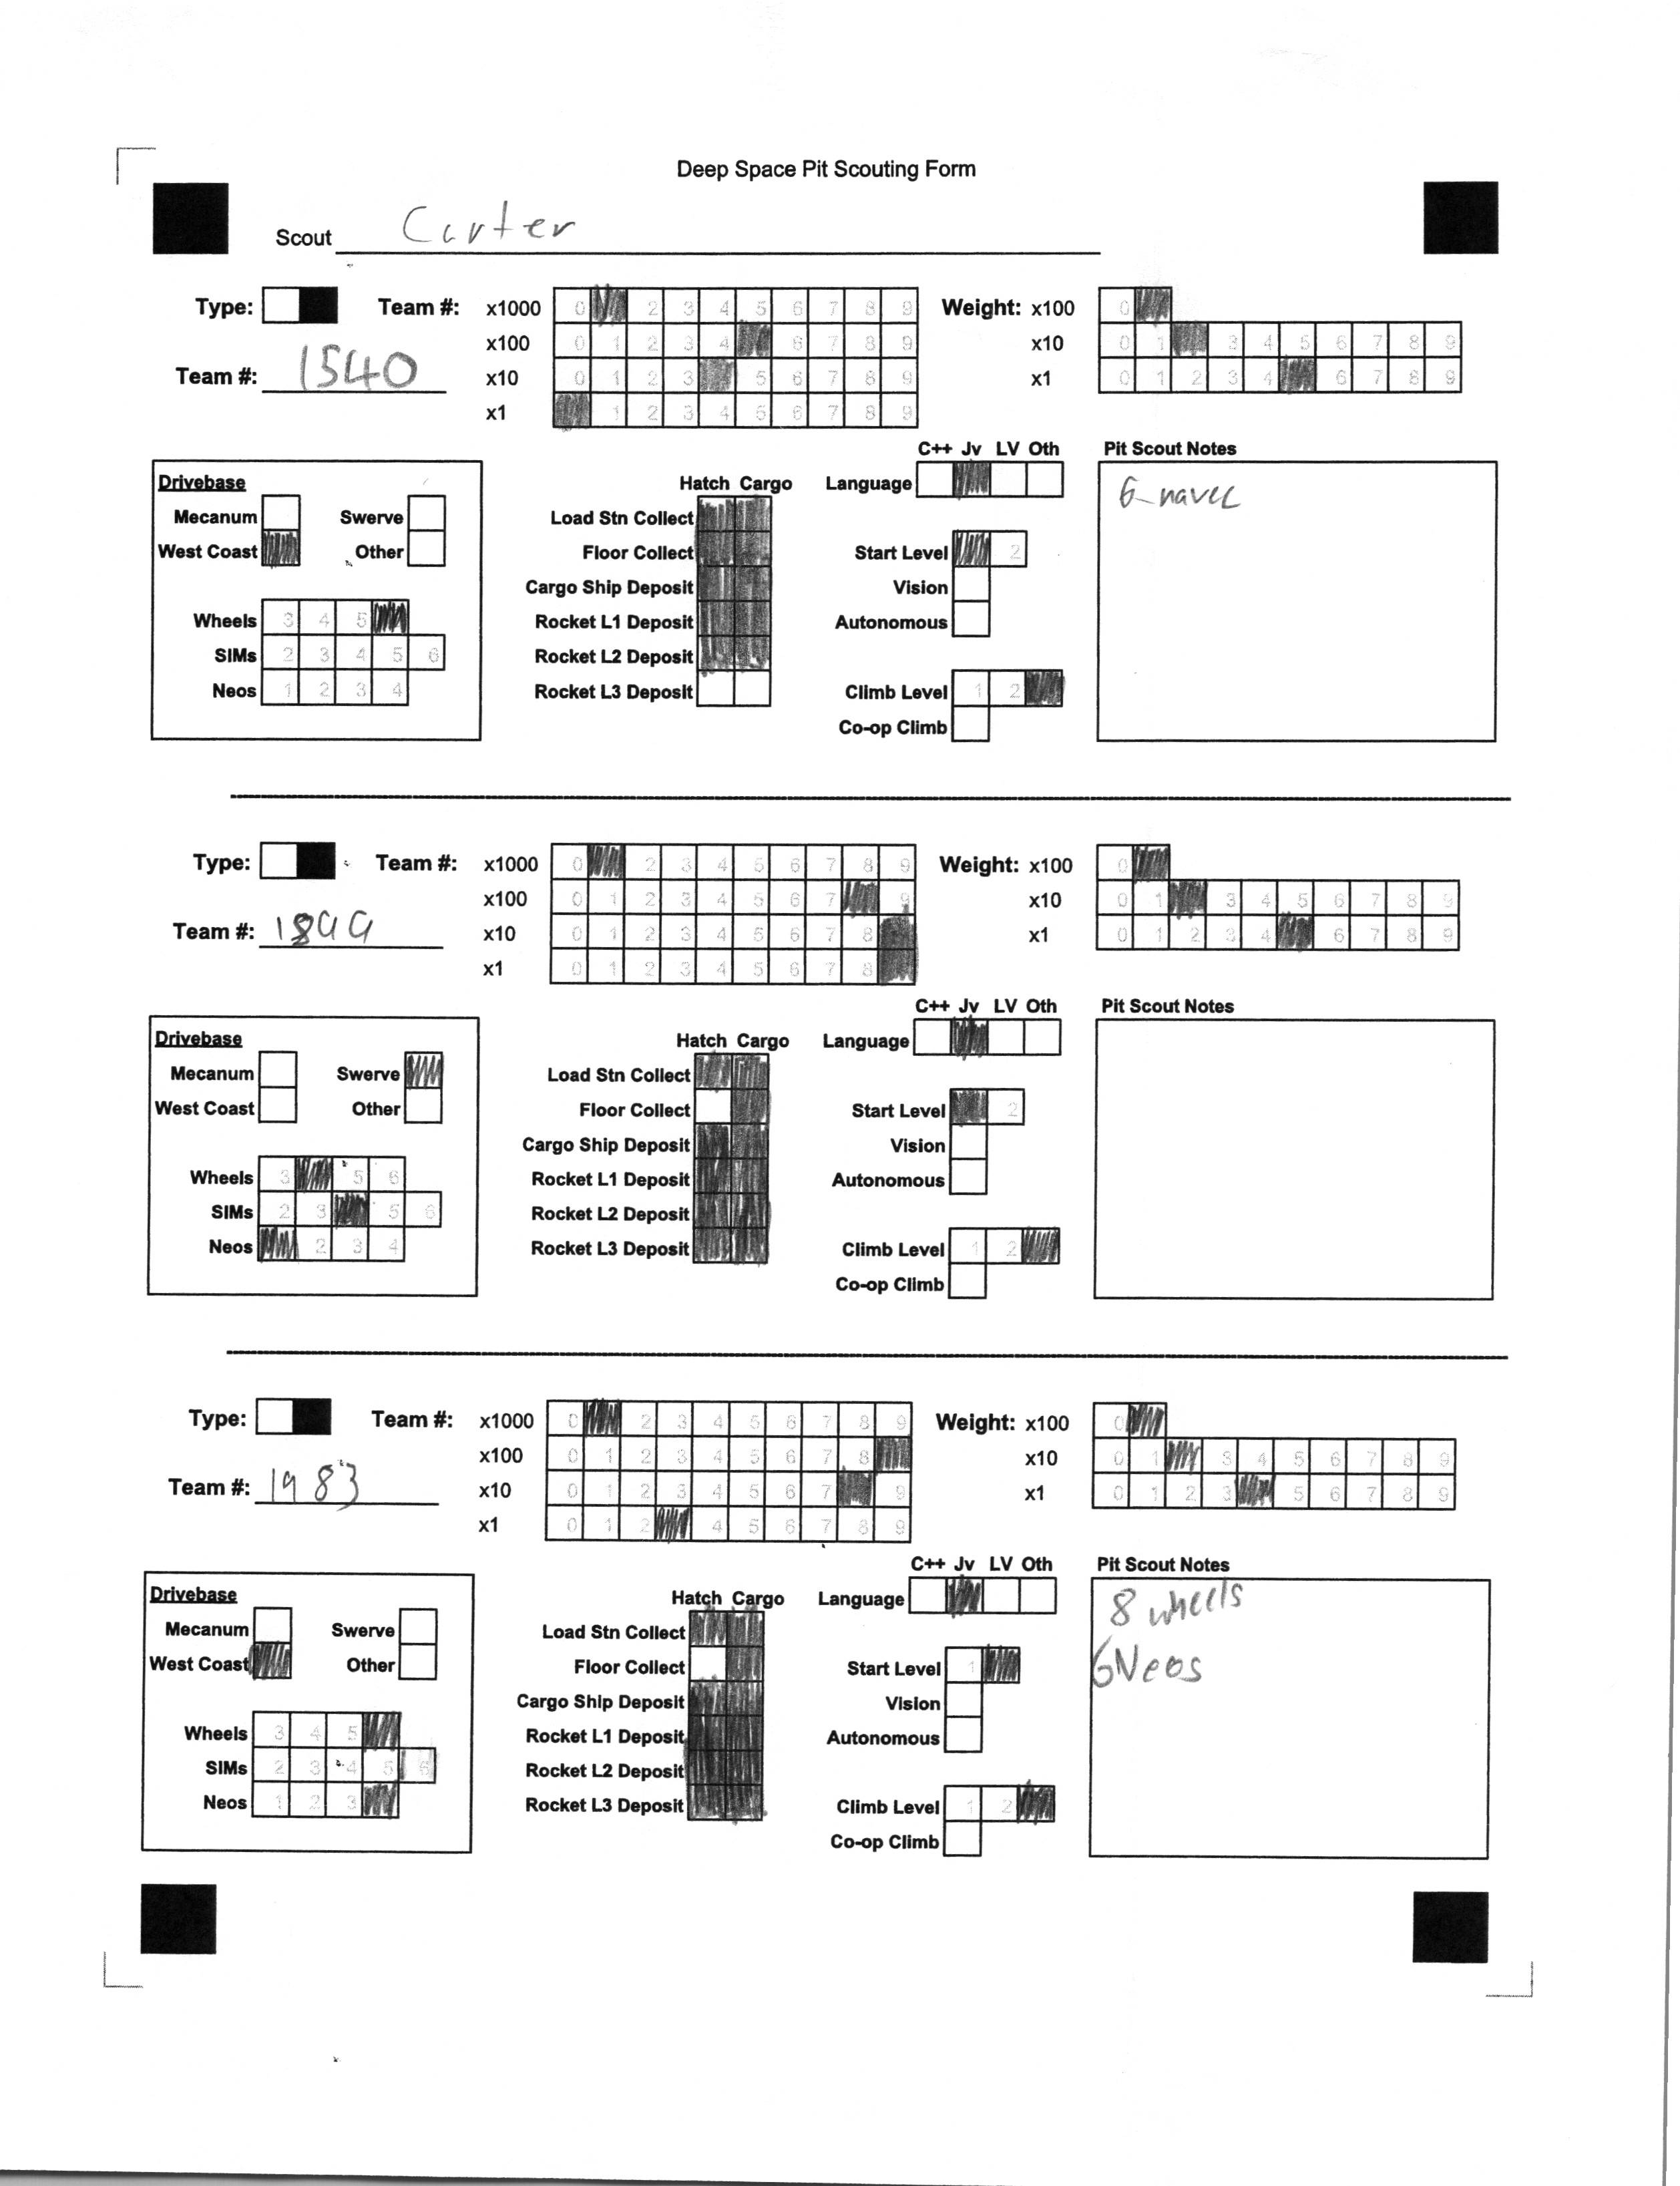 Deep Space Pit Scouting Form
Scout Carter
Type: Team #: x1000 0 2 3 4 5 6 7 8 9 Weight: x100 0
x100 0 1 2 3 4 6 7 8 9 x10 0 1 3 4 5 6 7 8 9
Team #: 1540 x10 0 1 2 3 5 6 7 8 9 x1 0 1 2 3 4 6 7 8 9
x1 1 2 3 4 5 6 7 8 9
C++ Jv LV Oth Pit Scout Notes
Drivebase Hatch Cargo Language
Mecanum Swerve Load Stn Collect
West Coast Other Floor Collect Start Level 2
Cargo Ship Deposit Vision
Wheels 3 4 5 Rocket L1 Deposit Autonomous
SIMs 2 3 4 5 6 Rocket L2 Deposit
Neos 1 2 3 4 Rocket L3 Deposit Climb Level 1 2
Co-op Climb
Type: Team #: x1000 0 2 3 4 5 6 7 8 9 Weight: x100 0
x100 0 1 2 3 4 5 6 7 9 x10 0 1 3 4 5 6 7 8 9
Team #: 1899 x10 0 1 2 3 4 5 6 7 8 x1 0 1 2 3 4 6 7 8 9
x1 0 1 2 3 4 5 6 7 8
C++ Jv LV Oth Pit Scout Notes
Drivebase Hatch Cargo Language
Mecanum Swerve Load Stn Collect
West Coast Other Floor Collect Start Level 2
Cargo Ship Deposit Vision
Wheels 3 5 6 Rocket L1 Deposit Autonomous
SIMs 2 3 5 6 Rocket L2 Deposit
Neos 2 3 4 Rocket L3 Deposit Climb Level 1 2
Co-op Climb
Type: Team #: x1000 0 2 3 4 5 6 7 8 9 Weight: x100 0
x100 0 1 2 3 4 5 6 7 8 x10 0 1 3 4 5 6 7 8 9
Team #: 1983 x10 0 1 2 3 4 5 6 7 9 x1 0 1 2 3 5 6 7 8 9
x1 0 1 2 4 5 6 7 8 9
C++ Jv LV Oth Pit Scout Notes
Drivebase Hatch Cargo Language 8 wheels
Mecanum Swerve Load Stn Collect
West Coast Other Floor Collect Start Level 1 6Neos
Cargo Ship Deposit Vision
Wheels 3 4 5 Rocket L1 Deposit Autonomous
SIMs 2 3 4 5 6 Rocket L2 Deposit
Neos 1 2 3 Rocket L3 Deposit Climb Level 1 2
Co-op Climb